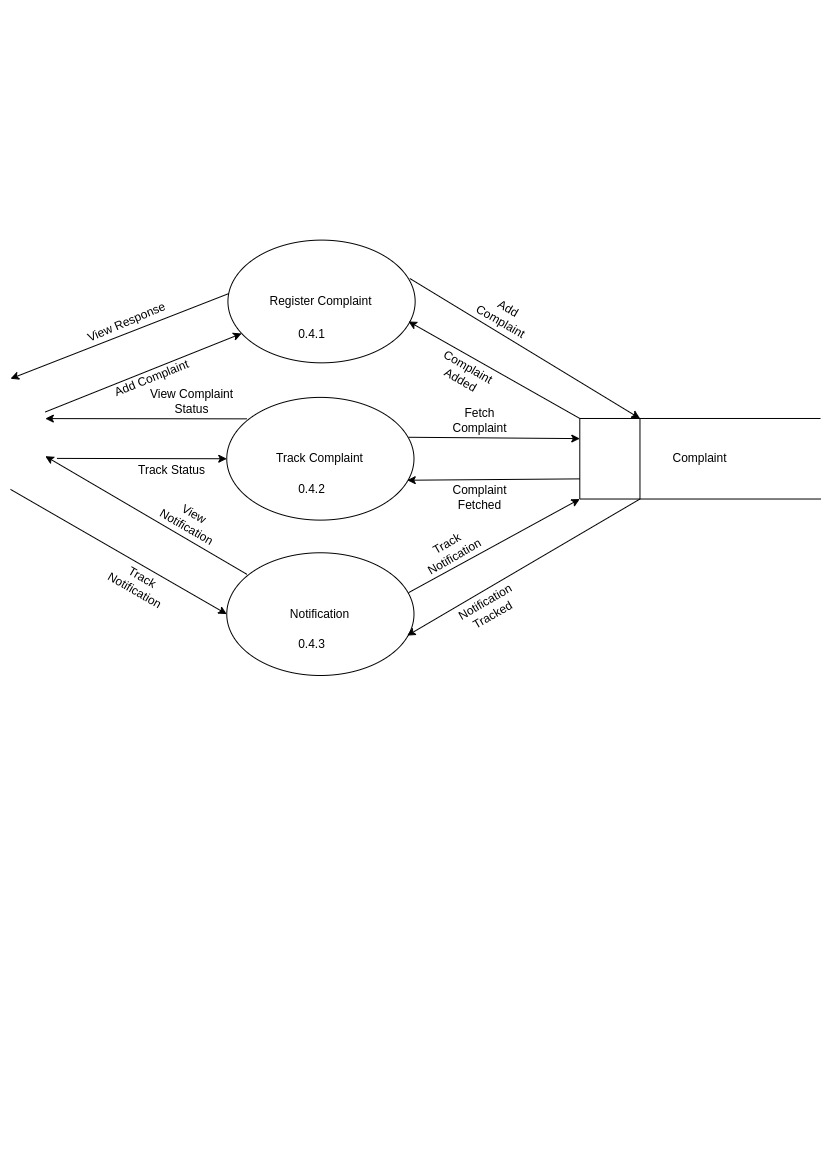 Register Complaint
0.4.1
View Response
Add Complaint
Add
Complaint
Complaint
Added
View Complaint
Status
Track Status
Track Complaint
0.4.2
Fetch
Complaint
Complaint
Fetched
Complaint
View
Notification
Track
Notification
Notification
0.4.3
Track
Notification
Notification
Tracked